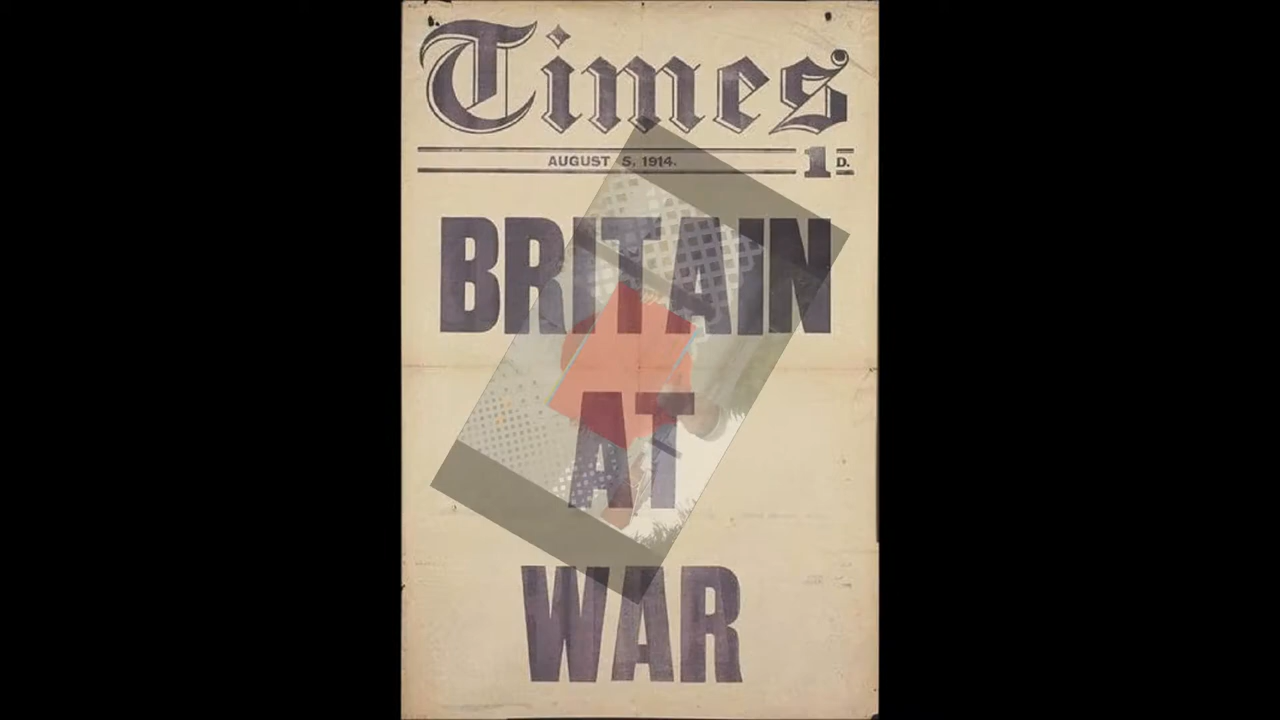 Times
AUGUST 5, 1914.
1D.
BRITAIN
AT
WAR